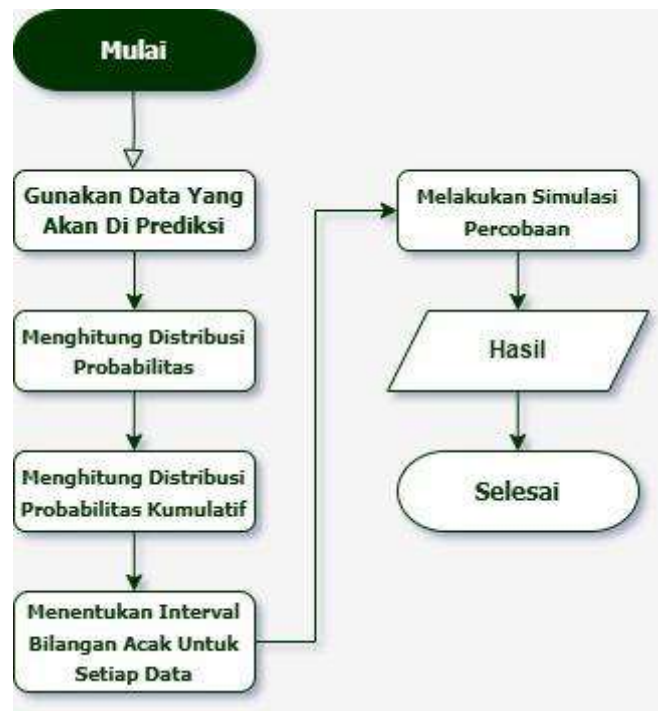 Mulai
Gunakan Data Yang
Akan Di Prediksi
Menghitung Distribusi
Probabilitas
Menghitung Distribusi
Probabilitas Kumulatif
Menentukan Interval
Bilangan Acak Untuk
Setiap Data
Melakukan Simulasi
Percobaan
Hasil
Selesai